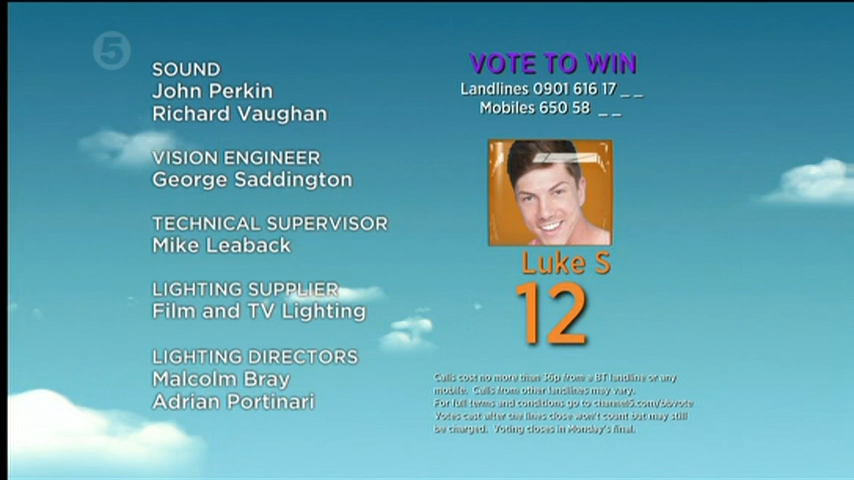 5
SOUND
John Perkin
Richard Vaughan
VISION ENGINEER
George Saddington
TECHNICAL SUPERVISOR
Mike Leaback
LIGHTING SUPPLIER
Film and TV Lighting
LIGHTING DIRECTORS
Malcolm Bray
Adrian Portinari
VOTE TO WIN
Landlines 0901 616 17 _ _
Mobiles 650 58 _ _
Luke S
12
Calls cost no more than 36p from a BT landline or any
mobile. Calls from other landlines may vary.
For full terms and conditions go to channel5.com/bbvote
Votes cast after the lines close won't count but may still
be charged. Voting closes in Monday's final.